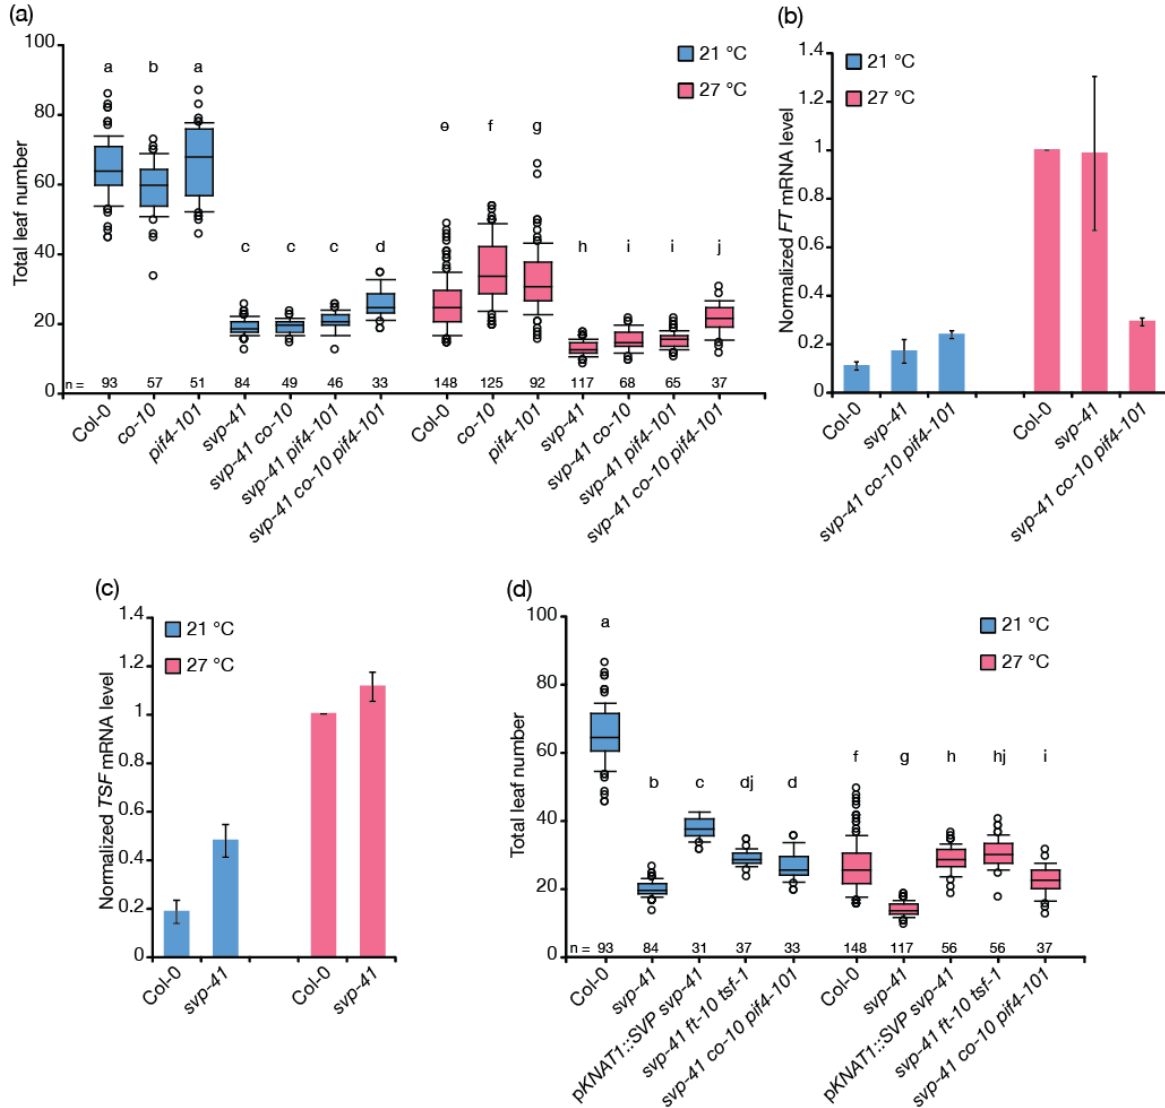 (a)
100
80
60
40
20
0
Total leaf number
21 °C
27 °C
a b a
c c c d
e f g
h i i j
n = 93 57 51 84 49 46 33 148 125 92 117 68 65 37
Col-0
co-10
pif4-101
svp-41
svp-41 co-10
svp-41 pif4-101
svp-41 co-10 pif4-101
Col-0
co-10
pif4-101
svp-41
svp-41 co-10
svp-41 pif4-101
svp-41 co-10 pif4-101
(b)
1.4
1.2
1
0.8
0.6
0.4
0.2
0
Normalized FT mRNA level
21 °C
27 °C
Col-0
svp-41
svp-41 co-10 pif4-101
Col-0
svp-41
svp-41 co-10 pif4-101
(c)
1.4
1.2
1
0.8
0.6
0.4
0.2
0
Normalized TSF mRNA level
21 °C
27 °C
Col-0
svp-41
Col-0
svp-41
(d)
100
80
60
40
20
0
Total leaf number
21 °C
27 °C
a
b c dj d
f g h hj i
n = 93 84 31 37 33 148 117 56 56 37
Col-0
svp-41
pKNAT1::SVP svp-41
svp-41 ft-10 tsf-1
svp-41 co-10 pif4-101
Col-0
svp-41
pKNAT1::SVP svp-41
svp-41 ft-10 tsf-1
svp-41 co-10 pif4-101